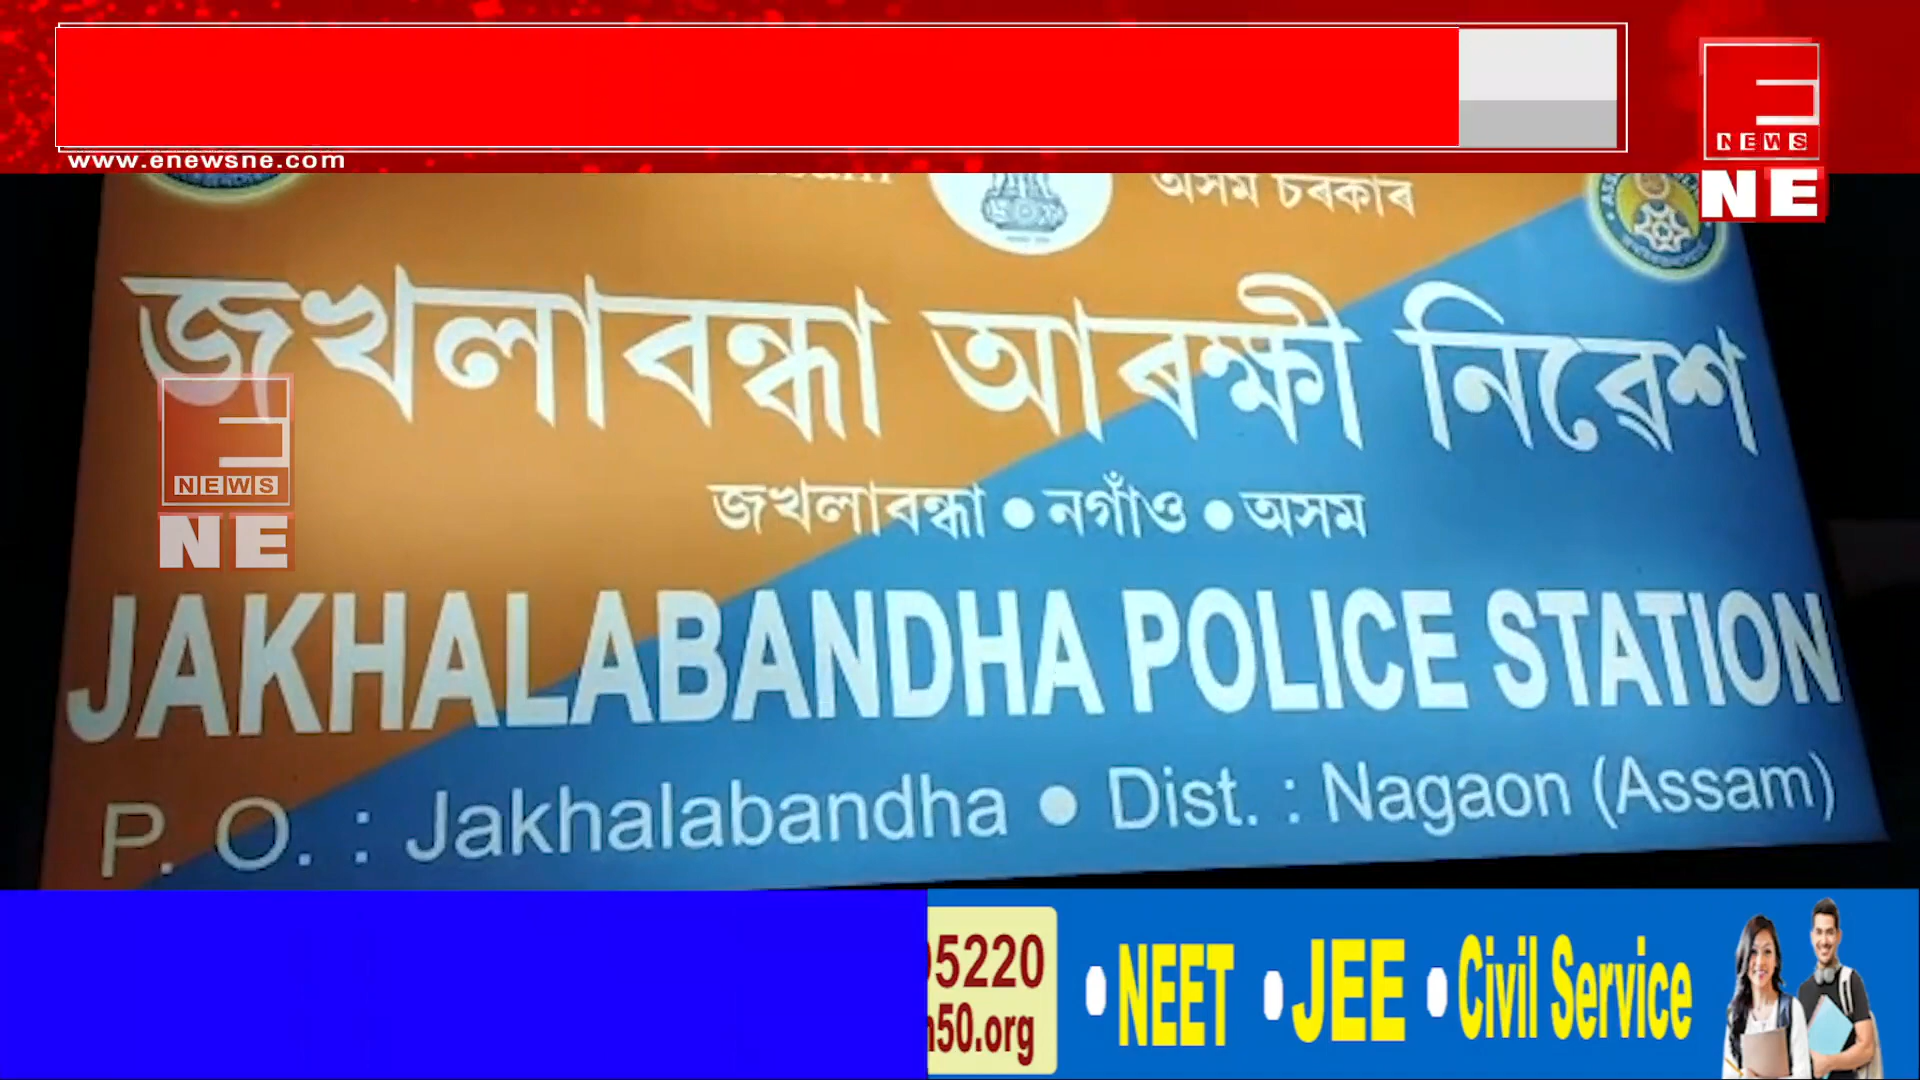 www.enewsne.com
NEWS
NE
অসম চৰকাৰ
জখলাবন্ধা আৰক্ষী নিৱেশ
NEWS
NE
জখলাবন্ধা ● নগাঁও ● অসম
JAKHALABANDHA POLICE STATION
P. O. : Jakhalabandha ● Dist. : Nagaon (Assam)
5220
50.org
• NEET • JEE • Civil Service